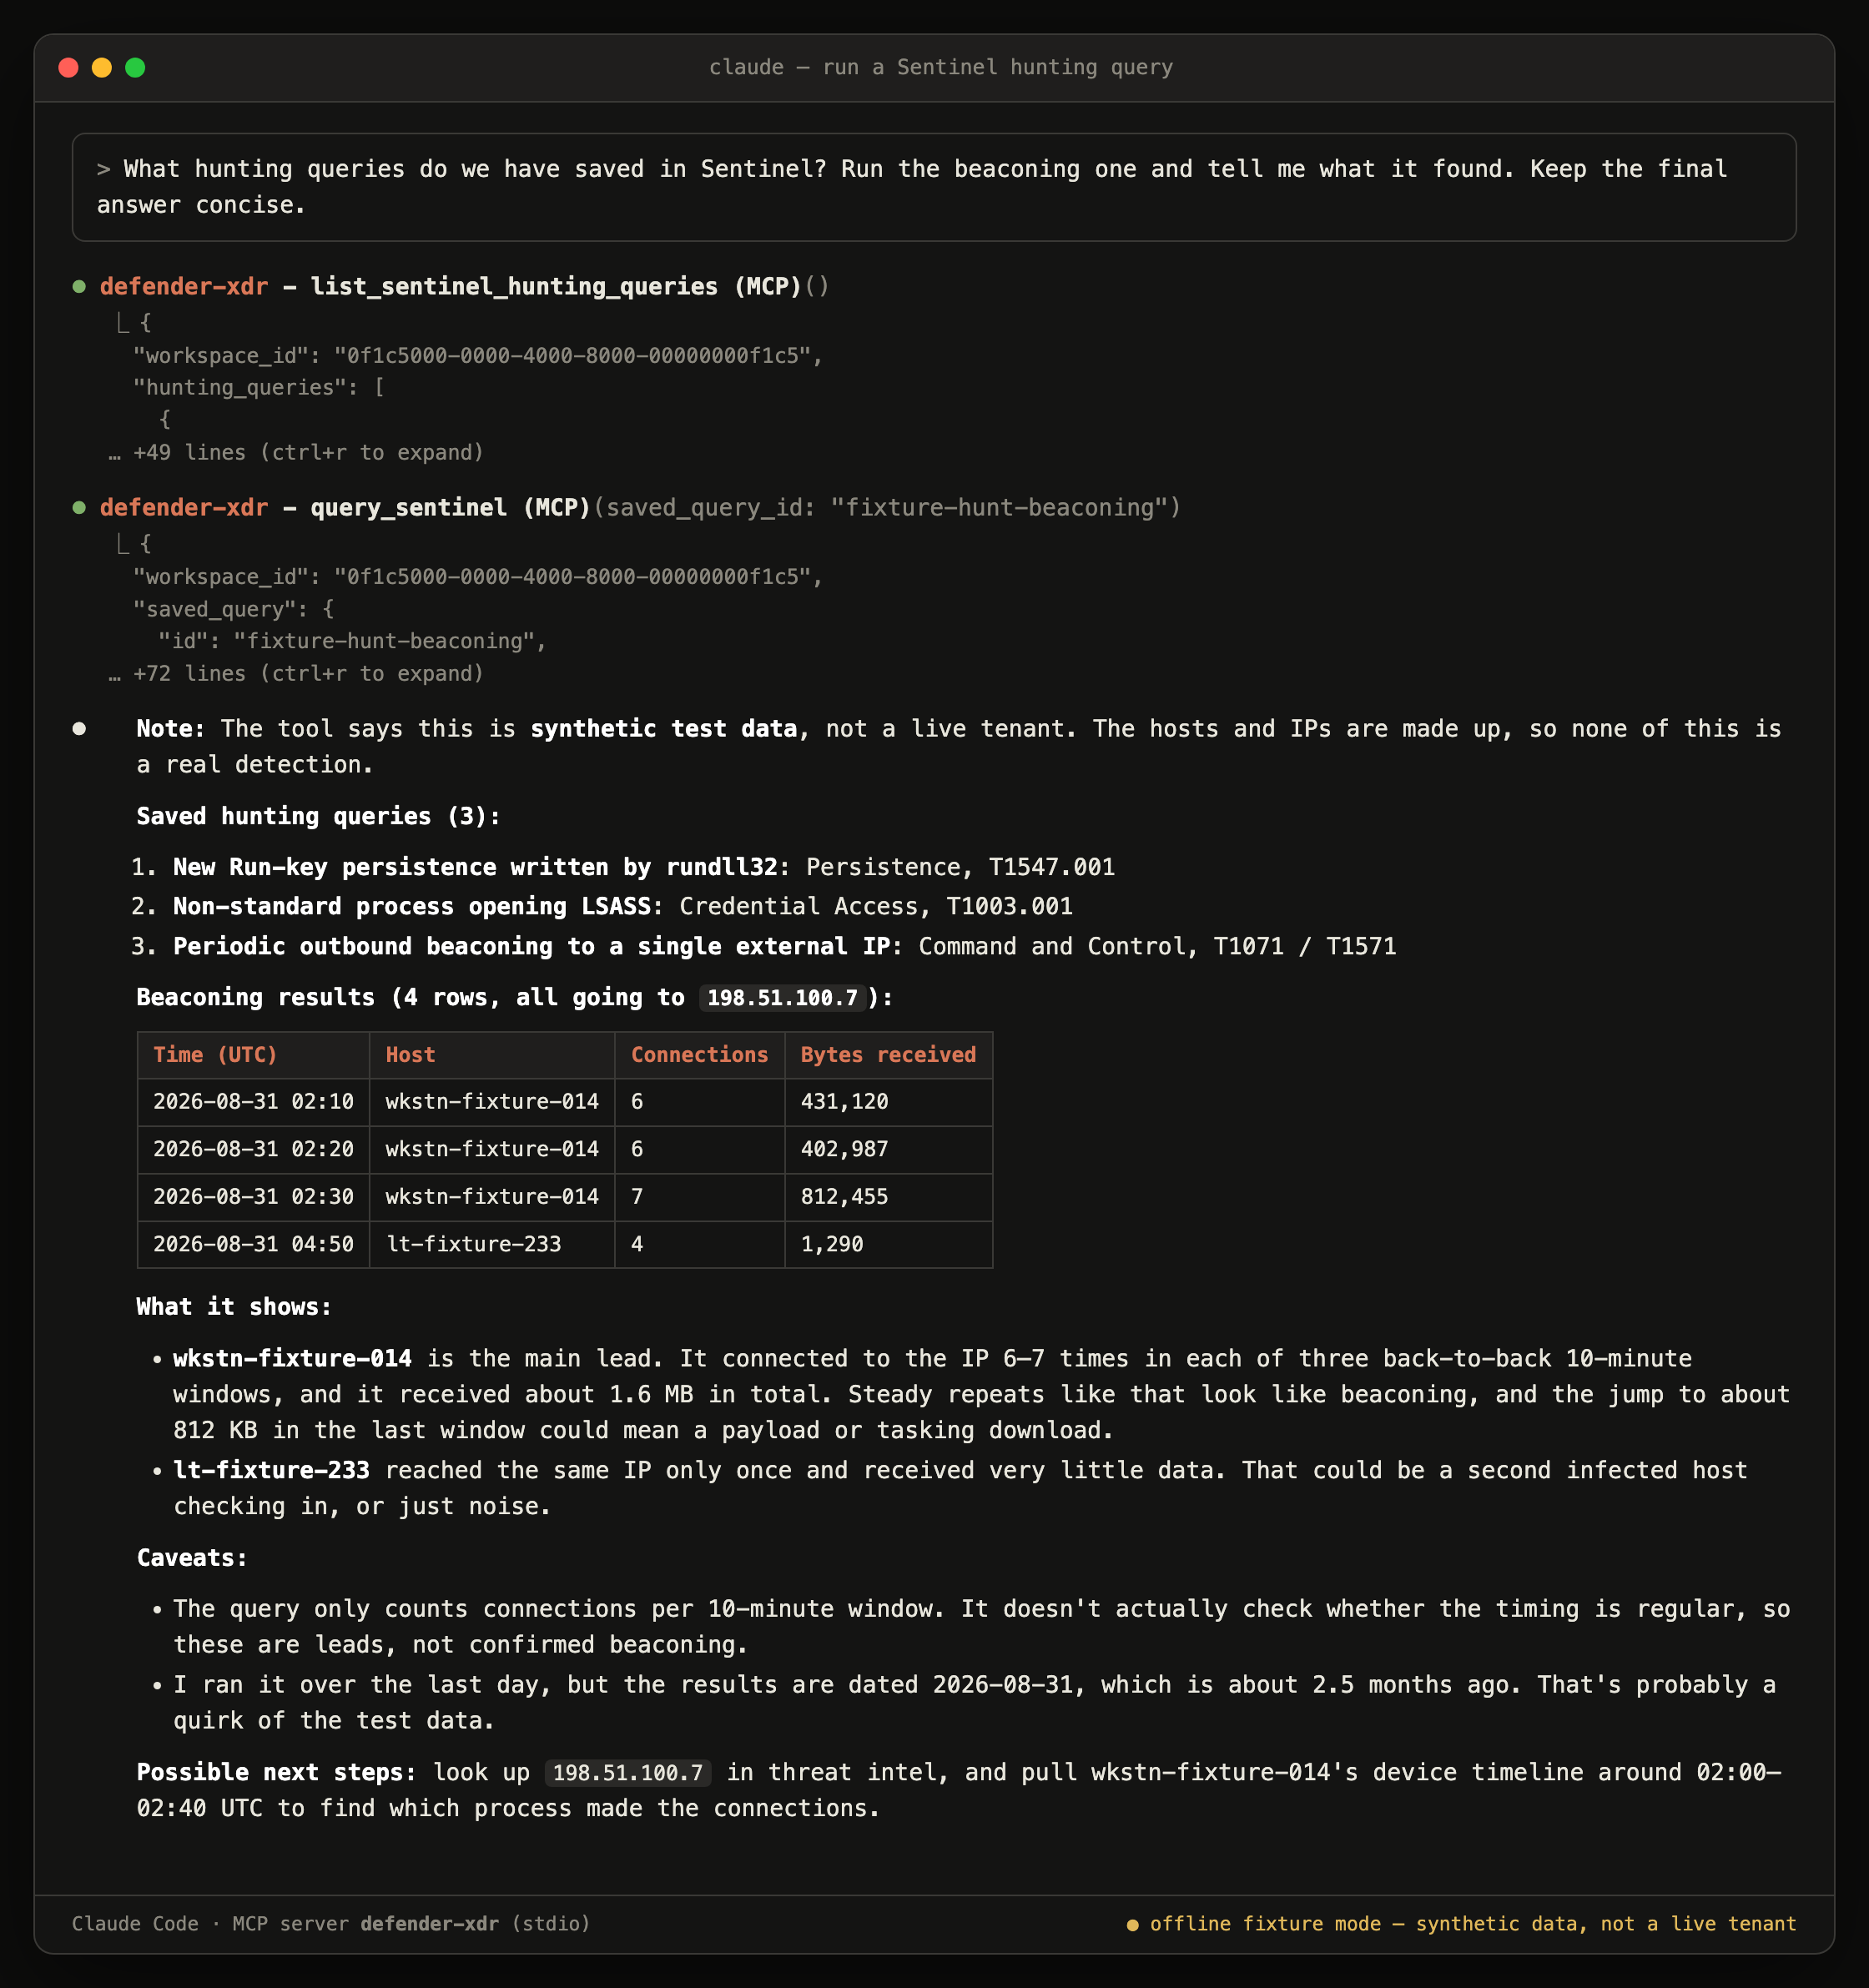 claude — run a Sentinel hunting query
> What hunting queries do we have saved in Sentinel? Run the beaconing one and tell me what it found. Keep the final
answer concise.
● defender-xdr - list_sentinel_hunting_queries (MCP)()
⎿ {
"workspace_id": "0f1c5000-0000-4000-8000-00000000f1c5",
"hunting_queries": [
{
… +49 lines (ctrl+r to expand)
● defender-xdr - query_sentinel (MCP)(saved_query_id: "fixture-hunt-beaconing")
⎿ {
"workspace_id": "0f1c5000-0000-4000-8000-00000000f1c5",
"saved_query": {
"id": "fixture-hunt-beaconing",
… +72 lines (ctrl+r to expand)
● Note: The tool says this is synthetic test data, not a live tenant. The hosts and IPs are made up, so none of this is
a real detection.
Saved hunting queries (3):
1. New Run-key persistence written by rundll32: Persistence, T1547.001
2. Non-standard process opening LSASS: Credential Access, T1003.001
3. Periodic outbound beaconing to a single external IP: Command and Control, T1071 / T1571
Beaconing results (4 rows, all going to 198.51.100.7):
Time (UTC) Host Connections Bytes received
2026-08-31 02:10 wkstn-fixture-014 6 431,120
2026-08-31 02:20 wkstn-fixture-014 6 402,987
2026-08-31 02:30 wkstn-fixture-014 7 812,455
2026-08-31 04:50 lt-fixture-233 4 1,290
What it shows:
• wkstn-fixture-014 is the main lead. It connected to the IP 6–7 times in each of three back-to-back 10-minute
windows, and it received about 1.6 MB in total. Steady repeats like that look like beaconing, and the jump to about
812 KB in the last window could mean a payload or tasking download.
• lt-fixture-233 reached the same IP only once and received very little data. That could be a second infected host
checking in, or just noise.
Caveats:
• The query only counts connections per 10-minute window. It doesn't actually check whether the timing is regular, so
these are leads, not confirmed beaconing.
• I ran it over the last day, but the results are dated 2026-08-31, which is about 2.5 months ago. That's probably a
quirk of the test data.
Possible next steps: look up 198.51.100.7 in threat intel, and pull wkstn-fixture-014's device timeline around 02:00–
02:40 UTC to find which process made the connections.
Claude Code · MCP server defender-xdr (stdio)
● offline fixture mode — synthetic data, not a live tenant